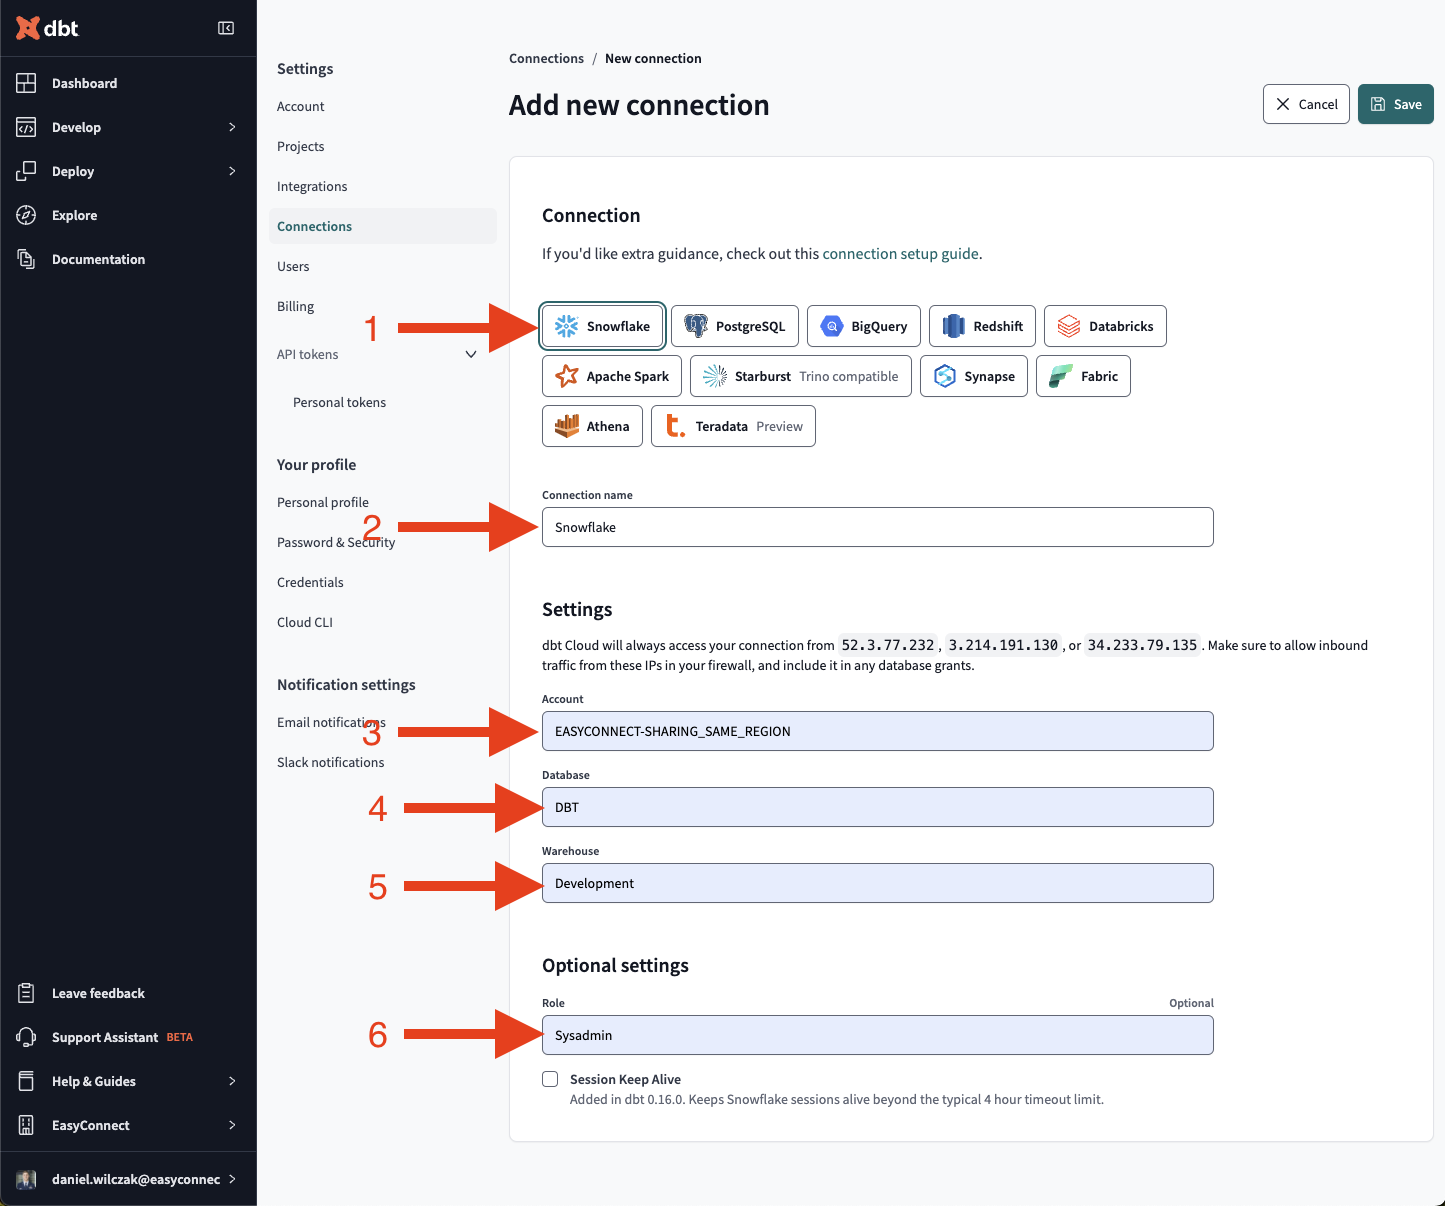 dbt
Dashboard
Develop
Deploy
Explore
Documentation
Leave feedback
Support Assistant BETA
Help & Guides
EasyConnect
daniel.wilczak@easyconnec
Settings
Account
Projects
Integrations
Connections
Users
Billing
API tokens
Personal tokens
Your profile
Personal profile
Password & Security
Credentials
Cloud CLI
Notification settings
Email notifications
Slack notifications
Connections / New connection
Add new connection
Cancel
Save
Connection
If you'd like extra guidance, check out this connection setup guide.
1
Snowflake
PostgreSQL
BigQuery
Redshift
Databricks
Apache Spark
Starburst Trino compatible
Synapse
Fabric
Athena
Teradata Preview
Connection name
2
Snowflake
Settings
dbt Cloud will always access your connection from 52.3.77.232, 3.214.191.130, or 34.233.79.135. Make sure to allow inbound
traffic from these IPs in your firewall, and include it in any database grants.
Account
3
EASYCONNECT-SHARING_SAME_REGION
Database
4
DBT
Warehouse
5
Development
Optional settings
Role Optional
6
Sysadmin
Session Keep Alive
Added in dbt 0.16.0. Keeps Snowflake sessions alive beyond the typical 4 hour timeout limit.